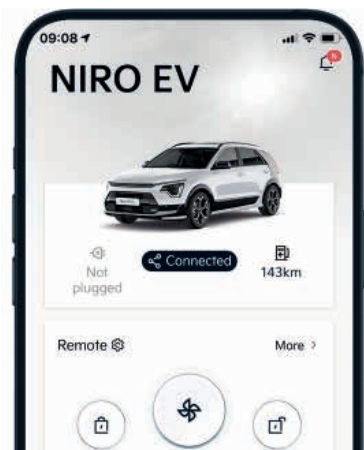 09:08
N
NIRO EV
Connected
Not
plugged
143km
Remote
More >